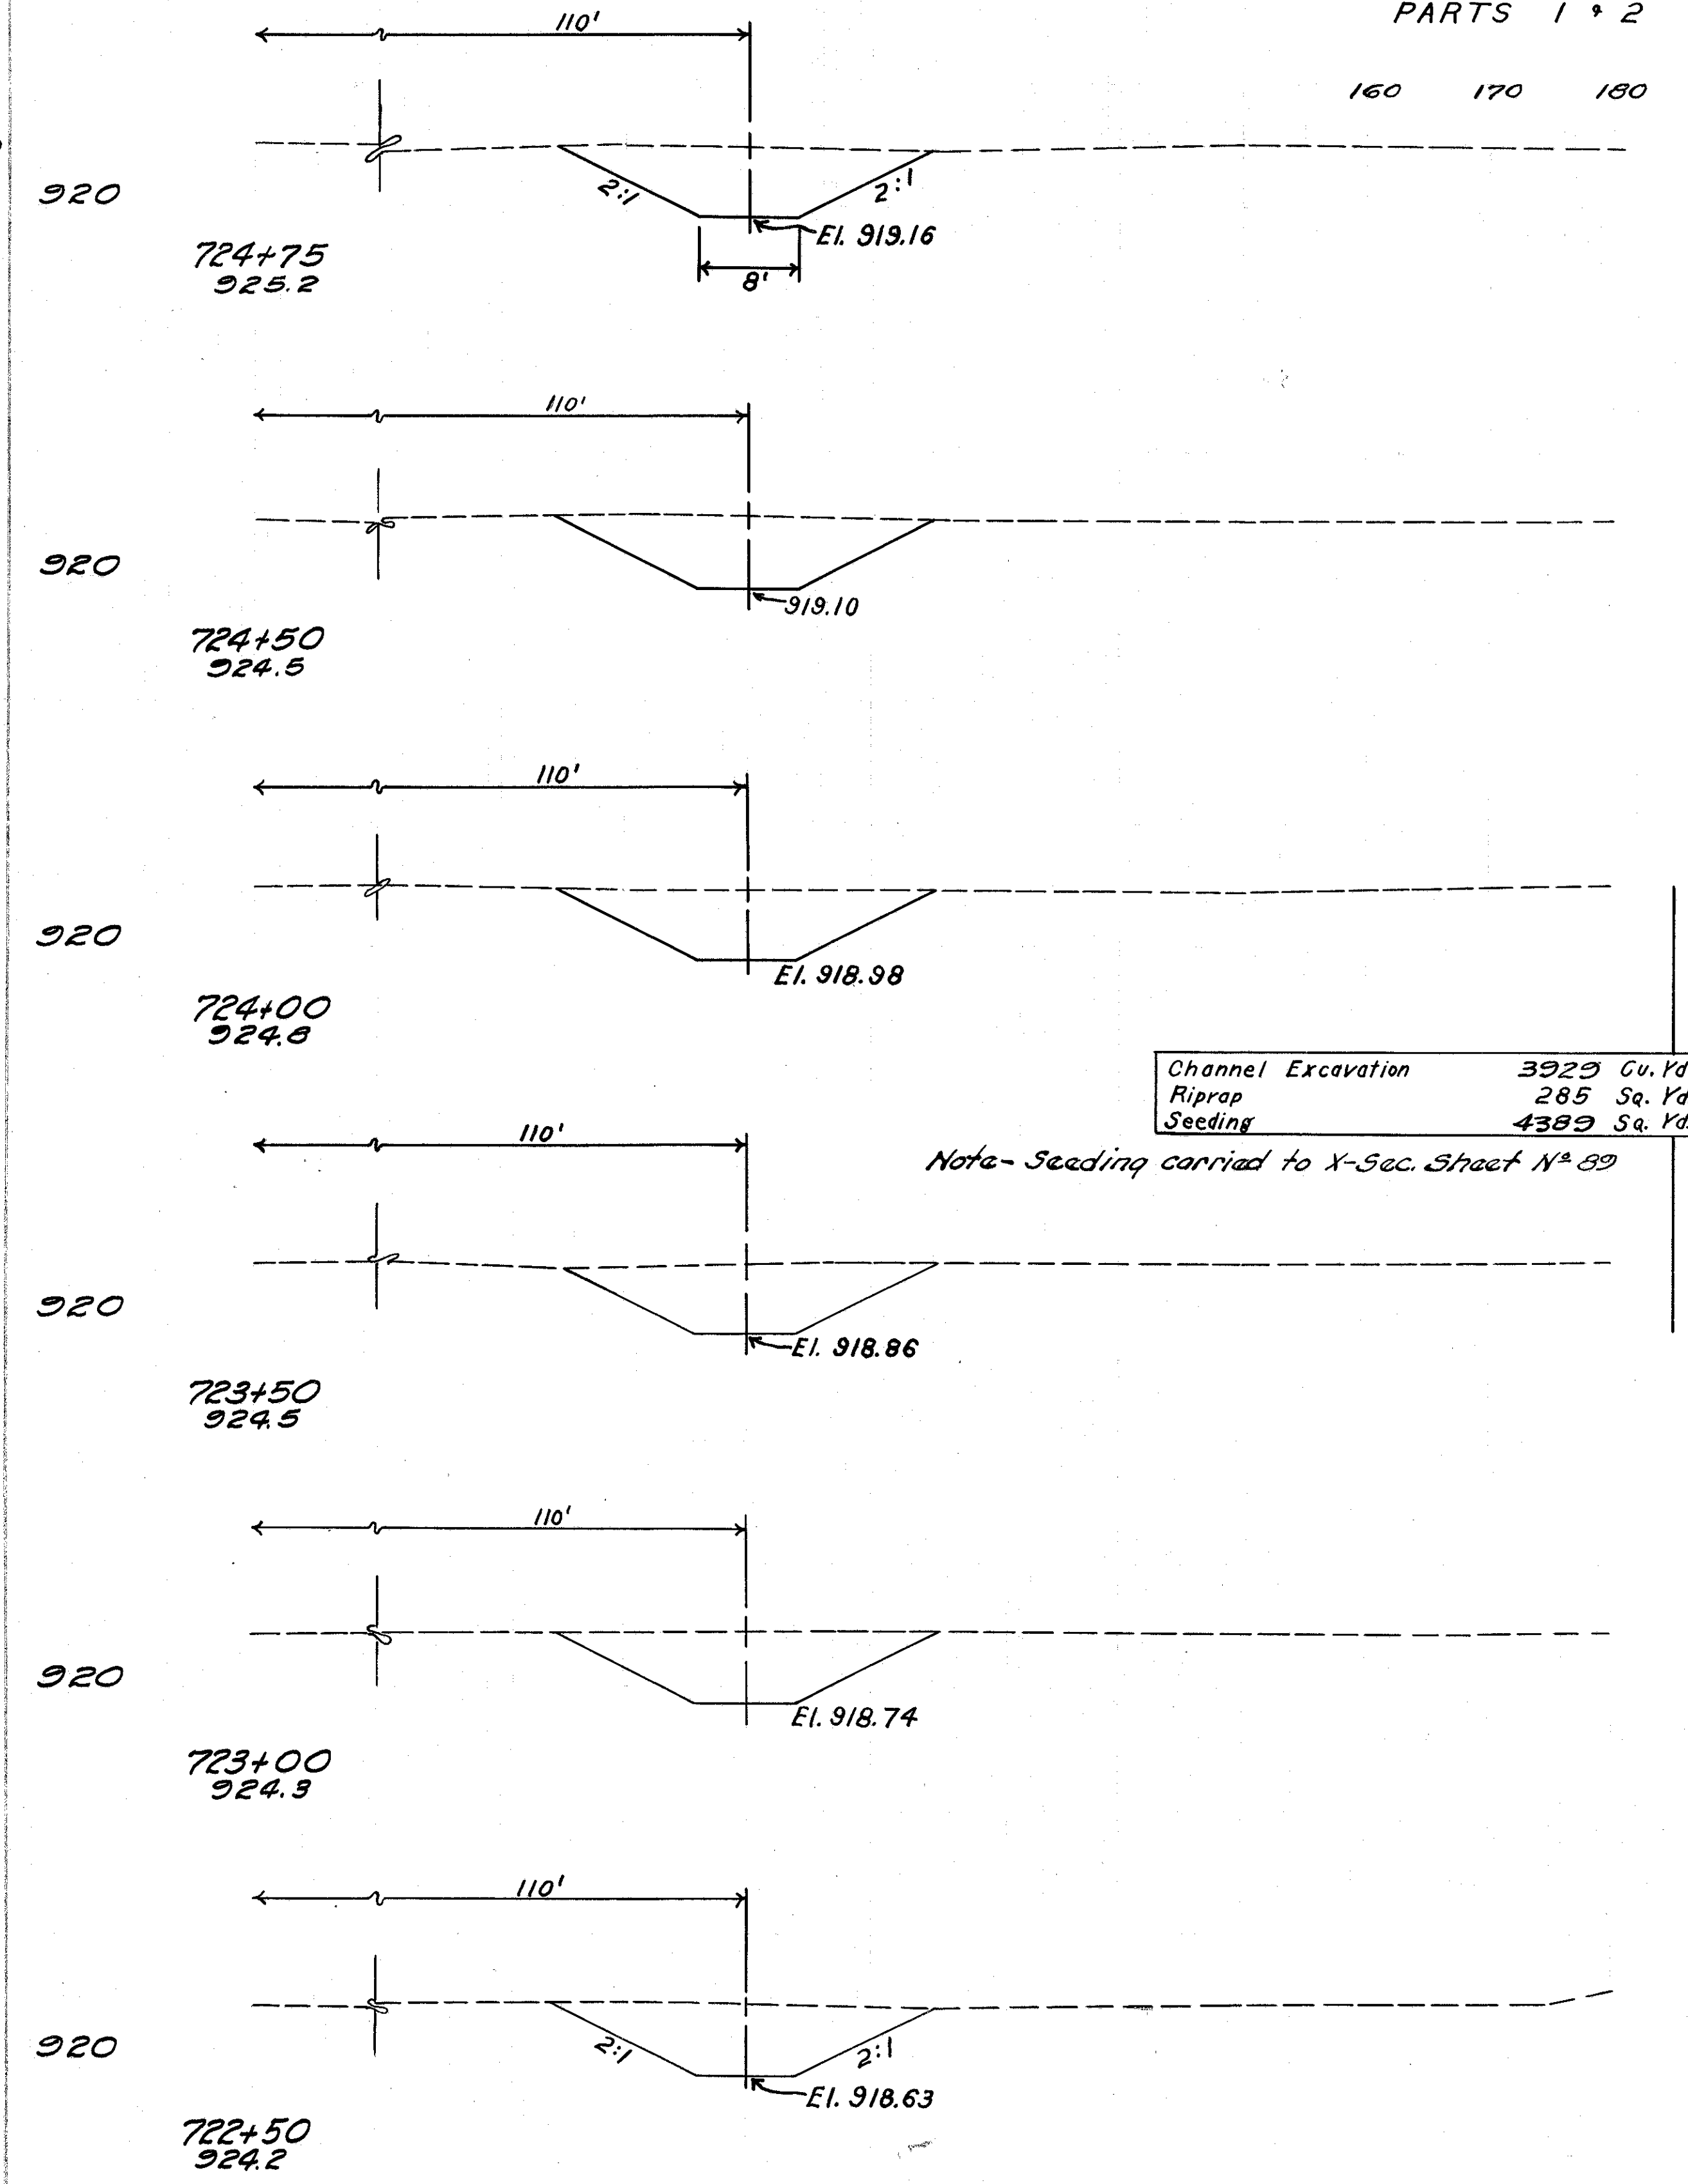 PARTS 1 & 2
160 170 180
110'
920
2:1
2:1
El. 919.16
8'
724+75
925.2
110'
920
919.10
724+50
924.5
110'
920
El. 918.98
724+00
924.8
Channel Excavation 3929 Cu. Yd
Riprap 285 Sq. Yd
Seeding 4389 Sq. Yd.
Note- Seeding carried to X-Sec. Sheet Nº 89
110'
920
El. 918.86
723+50
924.5
110'
920
El. 918.74
723+00
924.3
110'
920
2:1
2:1
El. 918.63
722+50
924.2